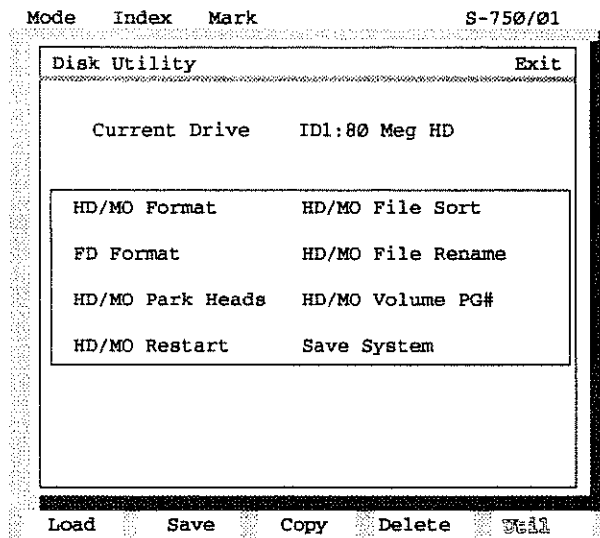 Mode Index Mark S-750/01
Disk Utility Exit
Current Drive ID1:80 Meg HD
HD/MO Format HD/MO File Sort
FD Format HD/MO File Rename
HD/MO Park Heads HD/MO Volume PG#
HD/MO Restart Save System
Load Save Copy Delete Util